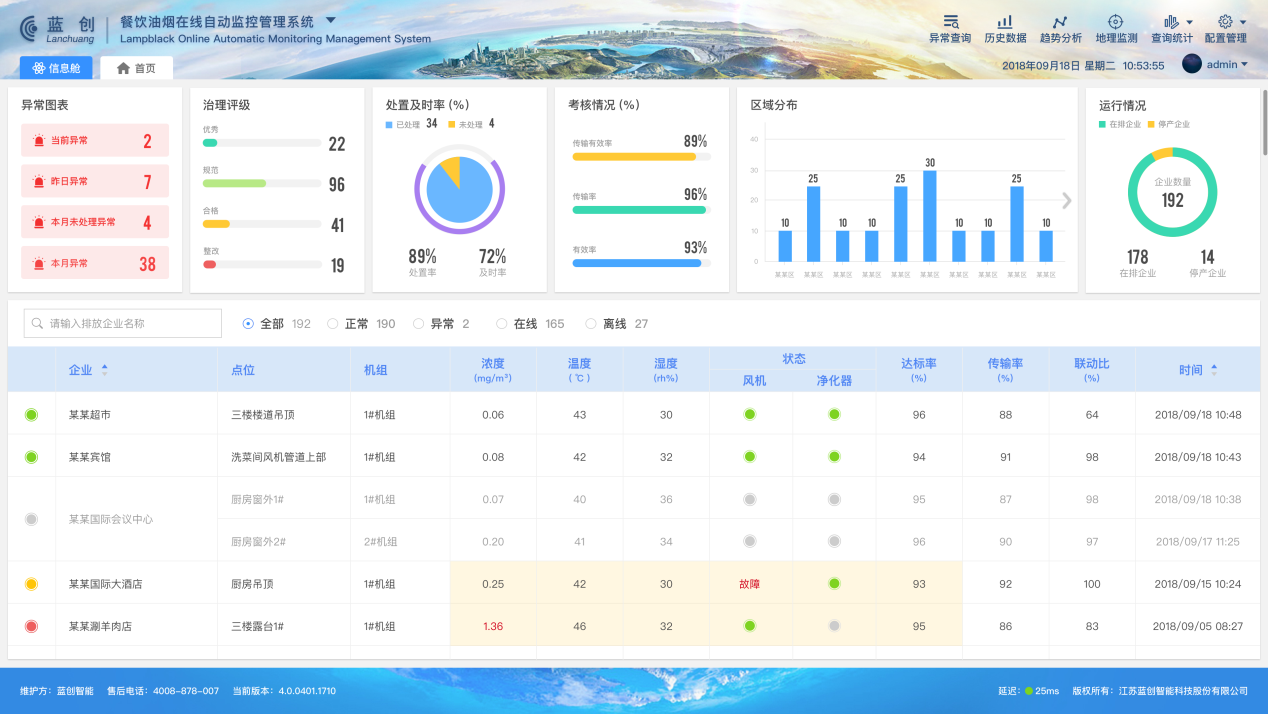 蓝 创
Lanchuang
餐饮油烟在线自动监控管理系统
Lampblack Online Automatic Monitoring Management System
异常查询 历史数据 趋势分析 地理监测 查询统计 配置管理
信息舱 首页
2018年09月18日 星期二 10:53:55 admin
异常图表
当前异常 2
昨日异常 7
本月未处理异常 4
本月异常 38
治理评级
优秀 22
规范 96
合格 41
整改 19
处置及时率 (%)
已处理 34 未处理 4
89% 72%
处置率 及时率
考核情况 (%)
传输有效率 89%
传输率 96%
有效率 93%
区域分布
40
30
20
10
0
10 25 10 10 25 30 10 10 25 10
某某区 某某区 某某区 某某区 某某区 某某区 某某区 某某区 某某区 某某区
运行情况
在排企业 停产企业
企业数量
192
178 14
在排企业 停产企业
请输入排放企业名称 全部 192 正常 190 异常 2 在线 165 离线 27
企业 点位 机组 浓度 (mg/m³) 温度 (℃) 湿度 (rh%) 状态 风机 净化器 达标率 (%) 传输率 (%) 联动比 (%) 时间
某某超市 三楼楼道吊顶 1#机组 0.06 43 30 96 88 64 2018/09/18 10:48
某某宾馆 洗菜间风机管道上部 1#机组 0.08 42 32 94 91 98 2018/09/18 10:43
某某国际会议中心
厨房窗外1# 1#机组 0.07 40 36 95 87 98 2018/09/18 10:38
厨房窗外2# 2#机组 0.20 41 34 96 90 97 2018/09/17 11:25
某某国际大酒店 厨房吊顶 1#机组 0.25 42 30 故障 93 92 100 2018/09/15 10:24
某某涮羊肉店 三楼露台1# 1#机组 1.36 46 32 95 86 83 2018/09/05 08:27
维护方：蓝创智能 售后电话：4008-878-007 当前版本：4.0.0401.1710 延迟：25ms 版权所有：江苏蓝创智能科技股份有限公司